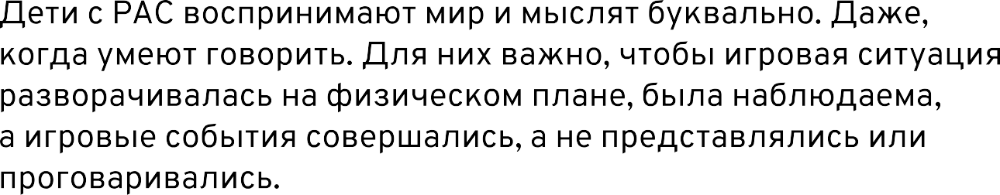 Дети с РАС воспринимают мир и мыслят буквально. Даже,
когда умеют говорить. Для них важно, чтобы игровая ситуация
разворачивалась на физическом плане, была наблюдаема,
а игровые события совершались, а не представлялись или
проговаривались.